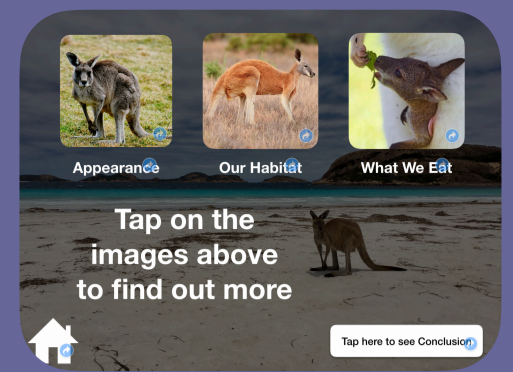 Appearance
Our Habitat
What We Eat
Tap on the
images above
to find out more
Tap here to see Conclusion